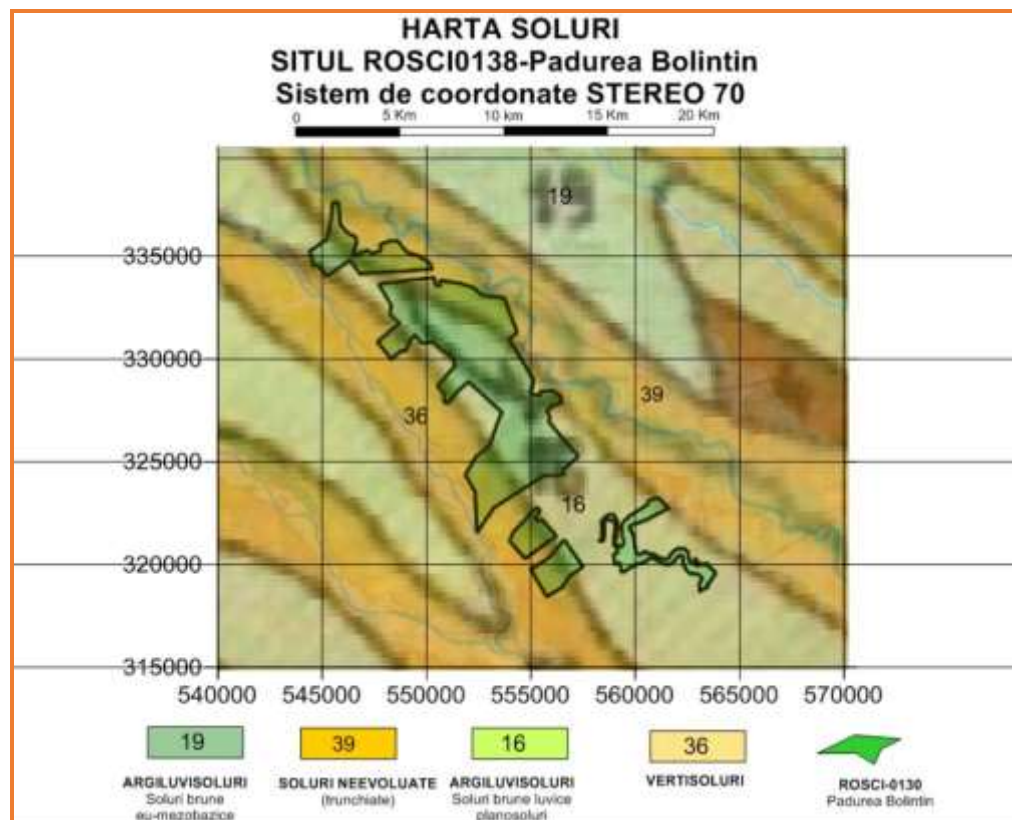 HARTA SOLURI
SITUL ROSCI0138-Padurea Bolintin
Sistem de coordonate STEREO 70
0 5 Km 10 km 15 Km 20 Km
19
335000
330000
39
36
325000
16
320000
315000
540000 545000 550000 555000 560000 565000 570000
19 39 16 36
ARGILUVISOLURI SOLURI NEEVOLUATE ARGILUVISOLURI VERTISOLURI ROSCI-0130
Soluri brune (trunchiate) Soluri brune luvice Padurea Bolintin
eu-mezobazice planosoluri